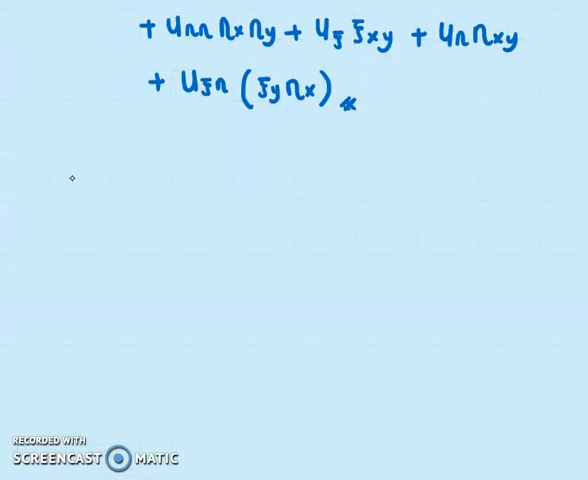 + uηη ηx ηy + uξ ξxy + uη ηxy
+ uξη (ξy ηx) «
RECORDED WITH
SCREENCAST MATIC